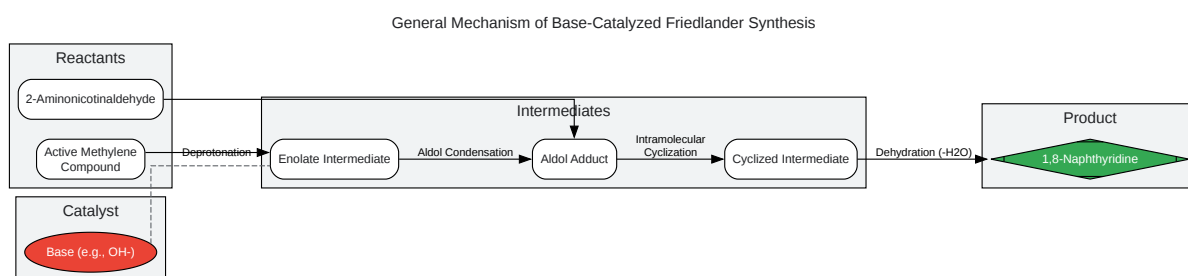 General Mechanism of Base-Catalyzed Friedlander Synthesis
Reactants
2-Aminonicotinaldehyde
Active Methylene
Compound
Deprotonation
Intermediates
Enolate Intermediate
Aldol Condensation
Aldol Adduct
Intramolecular
Cyclization
Cyclized Intermediate
Dehydration (-H2O)
Product
1,8-Naphthyridine
Catalyst
Base (e.g., OH-)